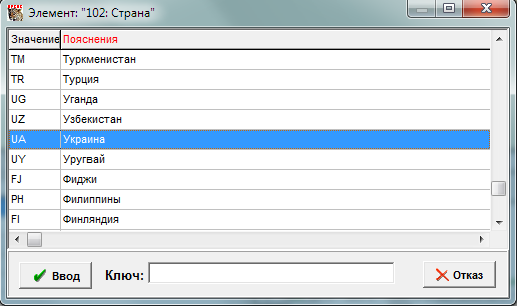 Элемент: "102: Страна"
Значение Пояснения
TM Туркменистан
TR Турция
UG Уганда
UZ Узбекистан
UA Украина
UY Уругвай
FJ Фиджи
PH Филиппины
FI Финляндия
Ввод Ключ: Отказ